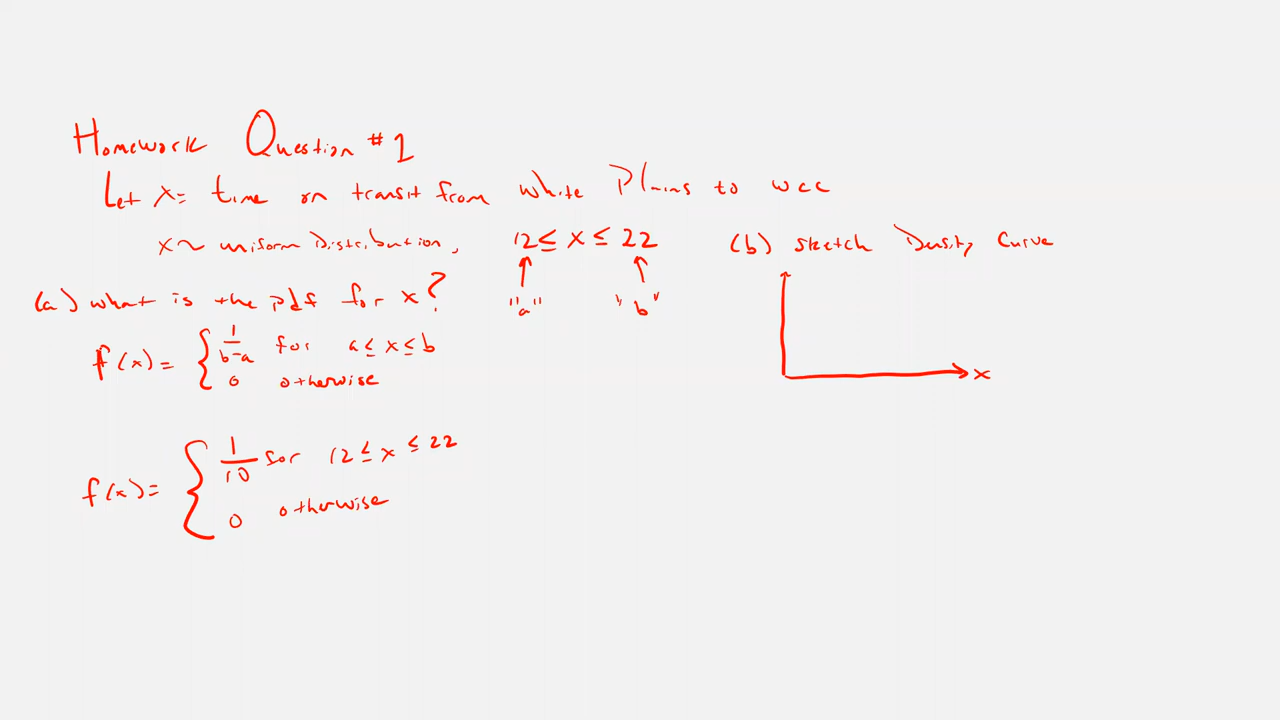 Homework Question #1
Let x= time in transit from White Plains to WCC
x~ uniform Distribution, 12 ≤ x ≤ 22
"a" "b"
(a) what is the pdf for x?
f(x) = { 1/b-a for a ≤ x ≤ b
0 otherwise
f(x) = { 1/10 for 12 ≤ x ≤ 22
0 otherwise
(b) sketch Density Curve
x